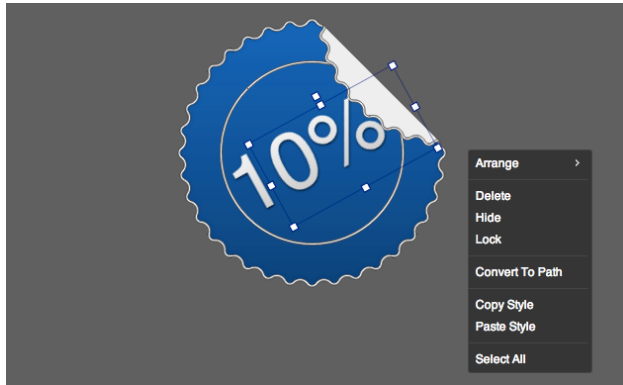 10%
Arrange
Delete
Hide
Lock
Convert To Path
Copy Style
Paste Style
Select All